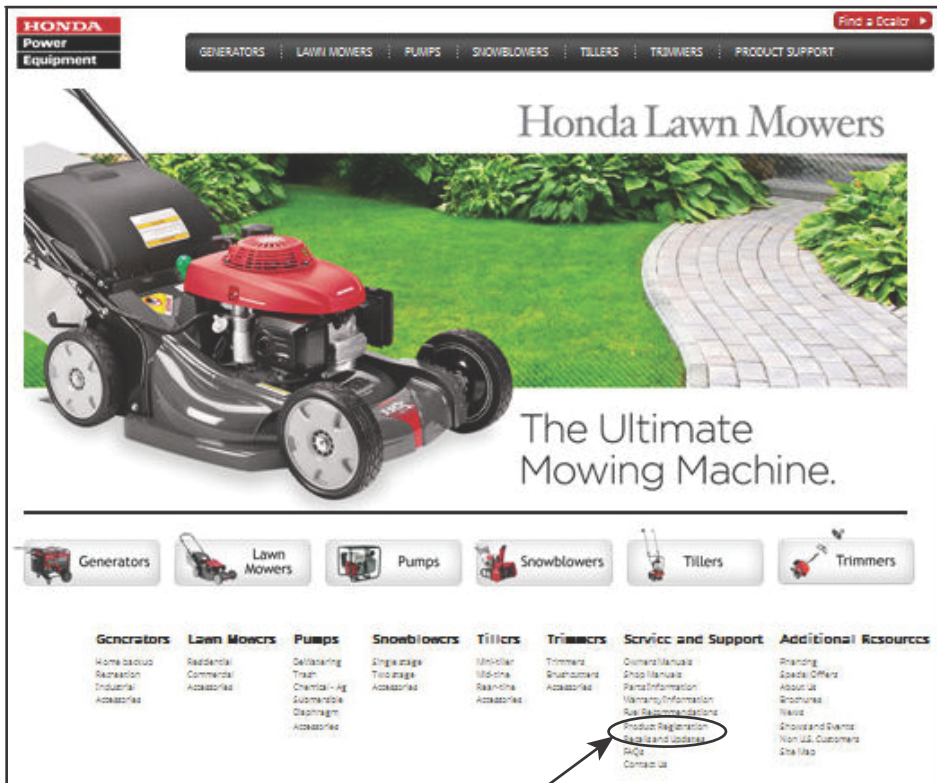 HONDA
Power
Equipment
Find a Dealer
GENERATORS LAWN MOWERS PUMPS SNOWBLOWERS TILLERS TRIMMERS PRODUCT SUPPORT
Honda Lawn Mowers
The Ultimate
Mowing Machine.
Generators
Lawn
Mowers
Pumps
Snowblowers
Tillers
Trimmers
Generators
Home backup
Recreation
Industrial
Accessories
Lawn Mowers
Residential
Commercial
Accessories
Pumps
DeWatering
Trash
Chemical - Ag
Submersible
Diaphragm
Accessories
Snowblowers
Single stage
Two stage
Accessories
Tillers
Mini-tiller
Mid-tine
Rear-tine
Accessories
Trimmers
Trimmers
Brushcutters
Accessories
Service and Support
Owners Manuals
Shop Manuals
Parts Information
Warranty Information
Fuel Recommendations
Product Registration
Recalls and Updates
FAQs
Contact Us
Additional Resources
Financing
Special Offers
About Us
Brochures
News
Shows and Events
Non U.S. Customers
Site Map